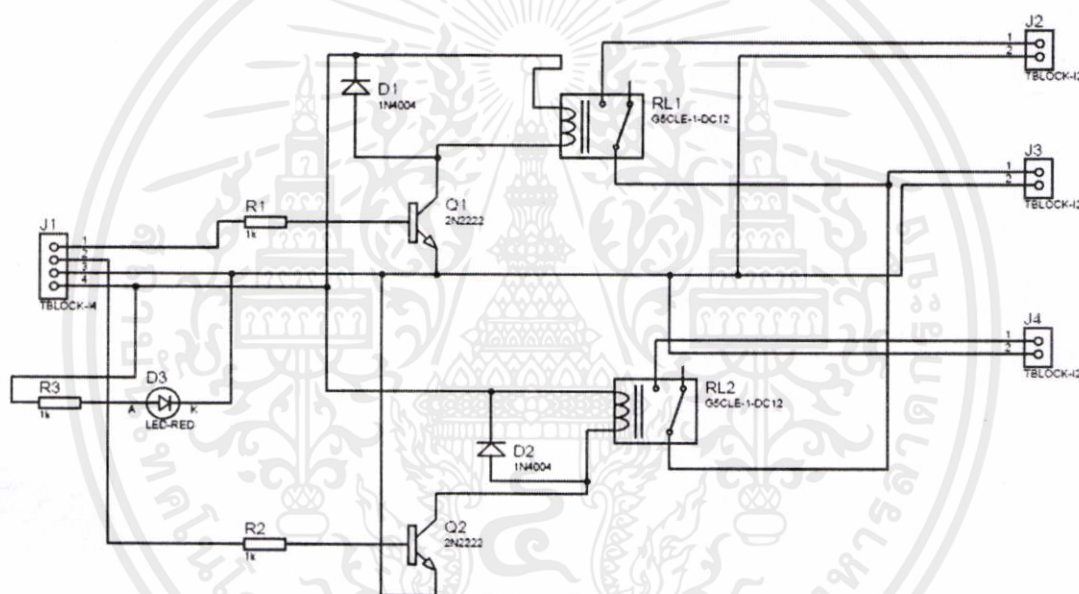 J2
1
2
TBLOCK-I2
D1
1N4004
RL1
G5CLE-1-DC12
J3
1
2
TBLOCK-I2
R1
1k
Q1
2N2222
J1
1
2
3
4
TBLOCK-I4
J4
1
2
TBLOCK-I2
R3
1k
D3
A
K
LED-RED
RL2
G5CLE-1-DC12
D2
1N4004
R2
1k
Q2
2N2222